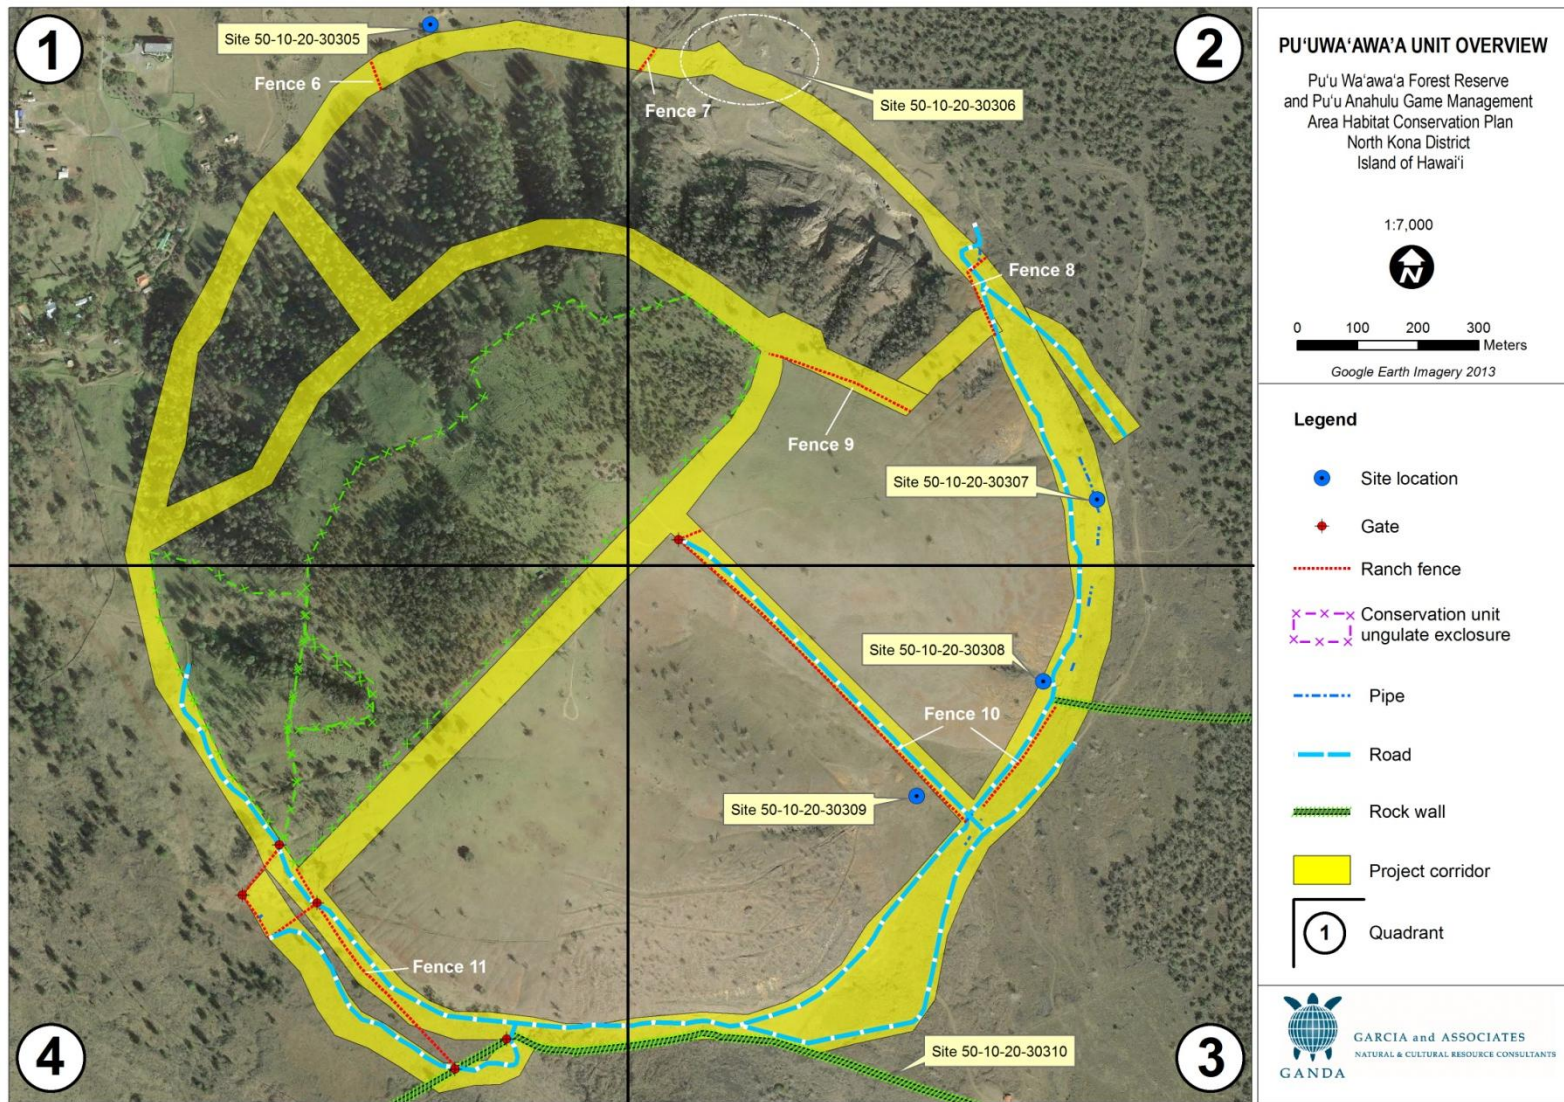 1
2
Site 50-10-20-30305
Fence 6
Fence 7
Site 50-10-20-30306
Fence 8
Fence 9
Site 50-10-20-30307
Site 50-10-20-30308
Fence 10
Site 50-10-20-30309
Fence 11
Site 50-10-20-30310
4
3
PU‘UWA‘AWA‘A UNIT OVERVIEW
Pu‘u Wa‘awa‘a Forest Reserve
and Pu‘u Anahulu Game Management
Area Habitat Conservation Plan
North Kona District
Island of Hawai‘i
1:7,000
N
0 100 200 300
Meters
Google Earth Imagery 2013
Legend
Site location
Gate
Ranch fence
Conservation unit
ungulate exclosure
Pipe
Road
Rock wall
Project corridor
1 Quadrant
GARCIA and ASSOCIATES
NATURAL & CULTURAL RESOURCE CONSULTANTS
GANDA